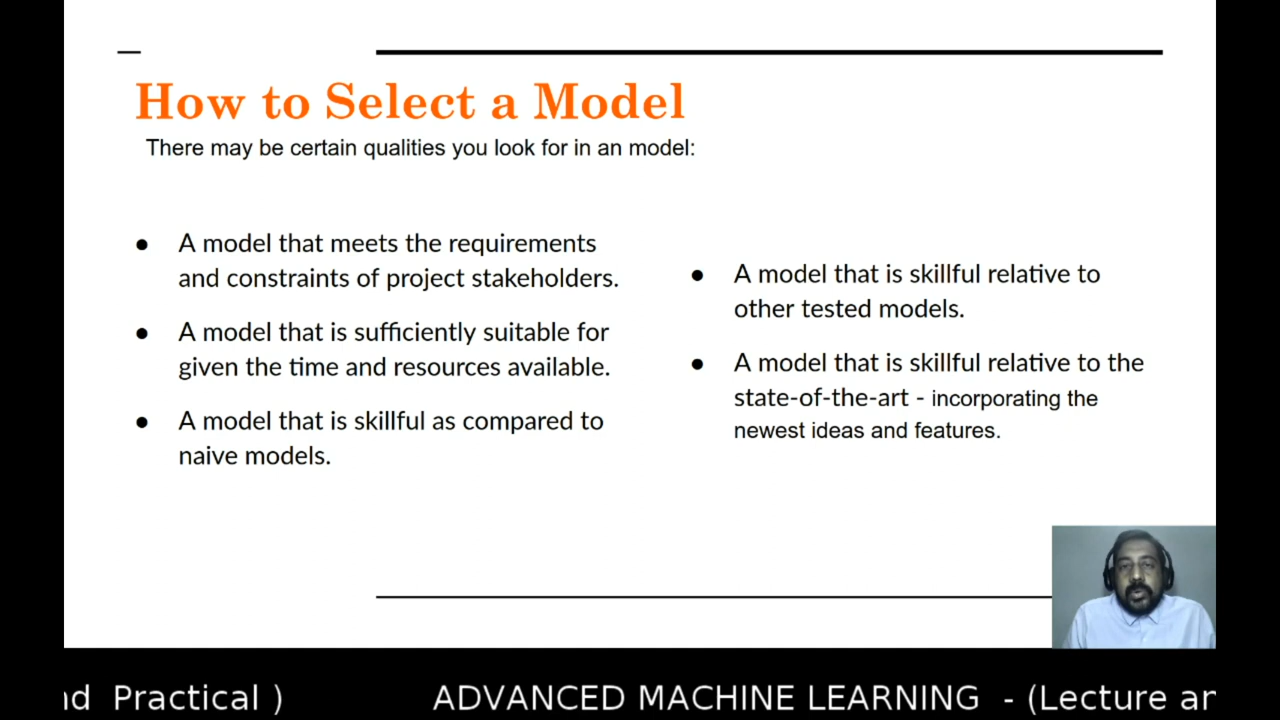 How to Select a Model
There may be certain qualities you look for in an model:
● A model that meets the requirements
and constraints of project stakeholders.
● A model that is sufficiently suitable for
given the time and resources available.
● A model that is skillful as compared to
naive models.
● A model that is skillful relative to
other tested models.
● A model that is skillful relative to the
state-of-the-art - incorporating the
newest ideas and features.
nd Practical ) ADVANCED MACHINE LEARNING - (Lecture ar